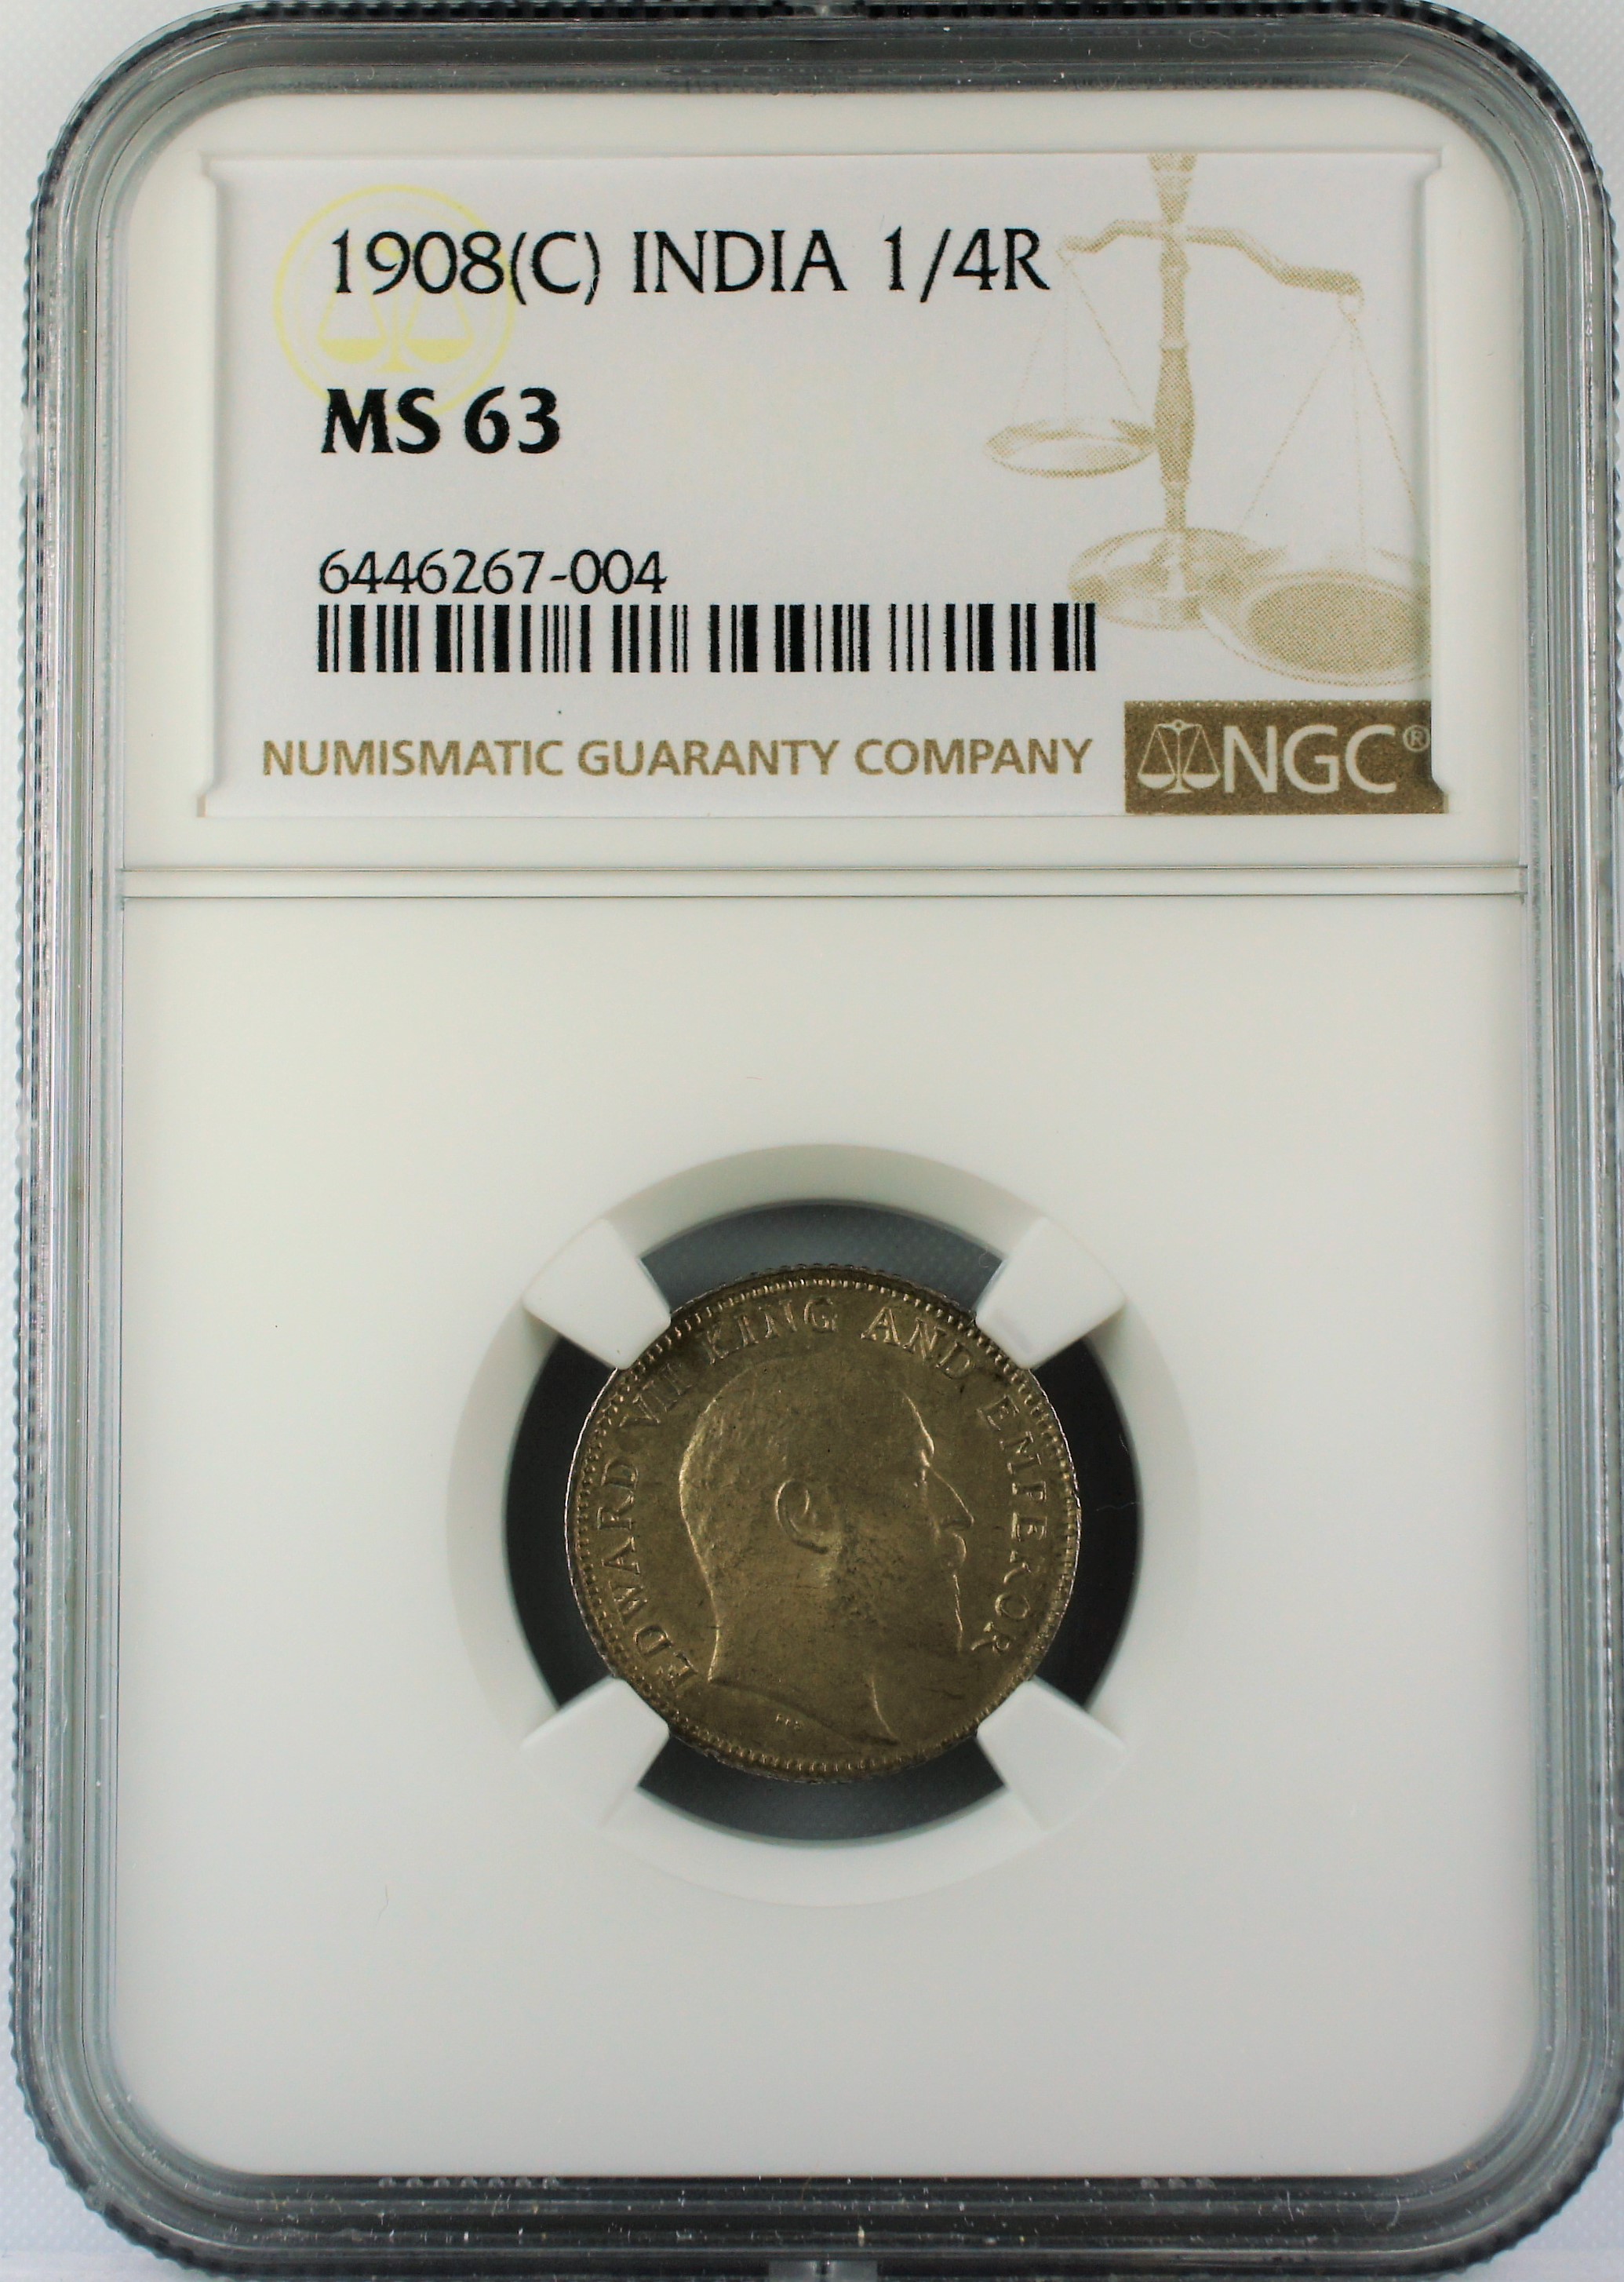 1908(C) INDIA 1/4R
MS 63
6446267-004
NUMISMATIC GUARANTY COMPANY
NGC®
EDWARD VII KING AND EMPEROR